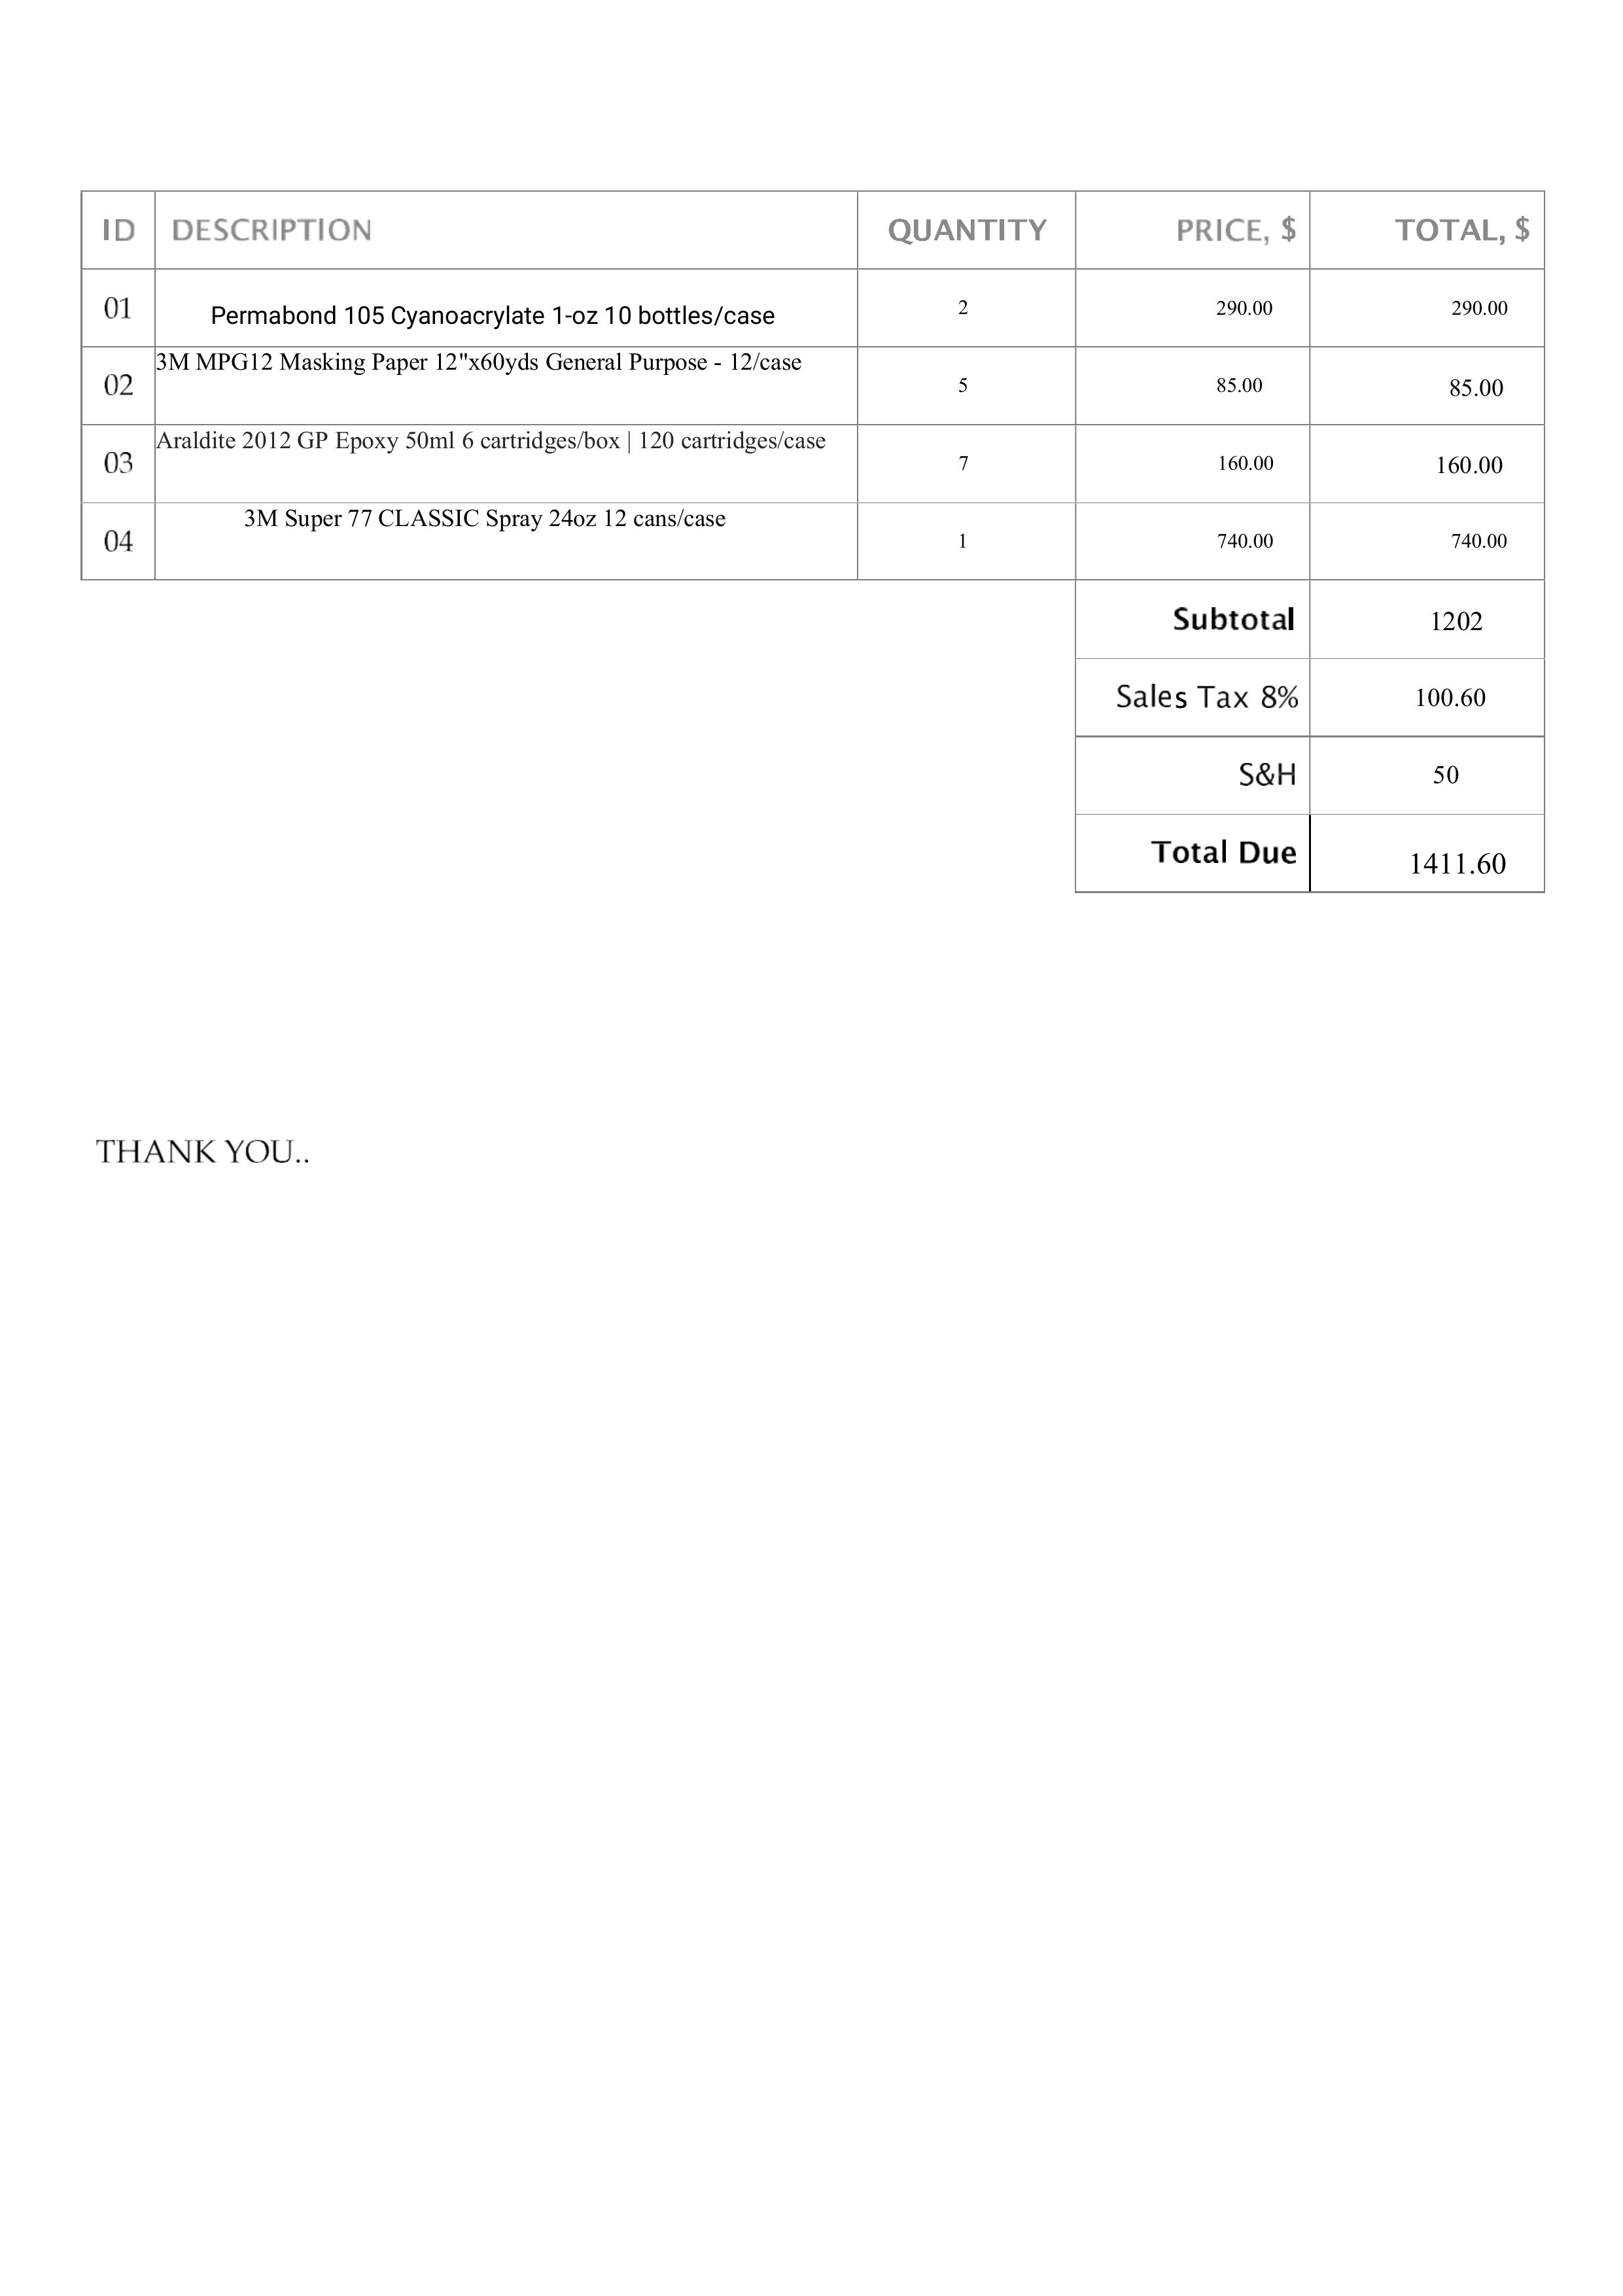 ID DESCRIPTION QUANTITY PRICE, $ TOTAL, $
01 Permabond 105 Cyanoacrylate 1-oz 10 bottles/case 2 290.00 290.00
02 3M MPG12 Masking Paper 12"x60yds General Purpose - 12/case 5 85.00 85.00
03 Araldite 2012 GP Epoxy 50ml 6 cartridges/box | 120 cartridges/case 7 160.00 160.00
04 3M Super 77 CLASSIC Spray 24oz 12 cans/case 1 740.00 740.00
Subtotal 1202
Sales Tax 8% 100.60
S&H 50
Total Due 1411.60
THANK YOU..